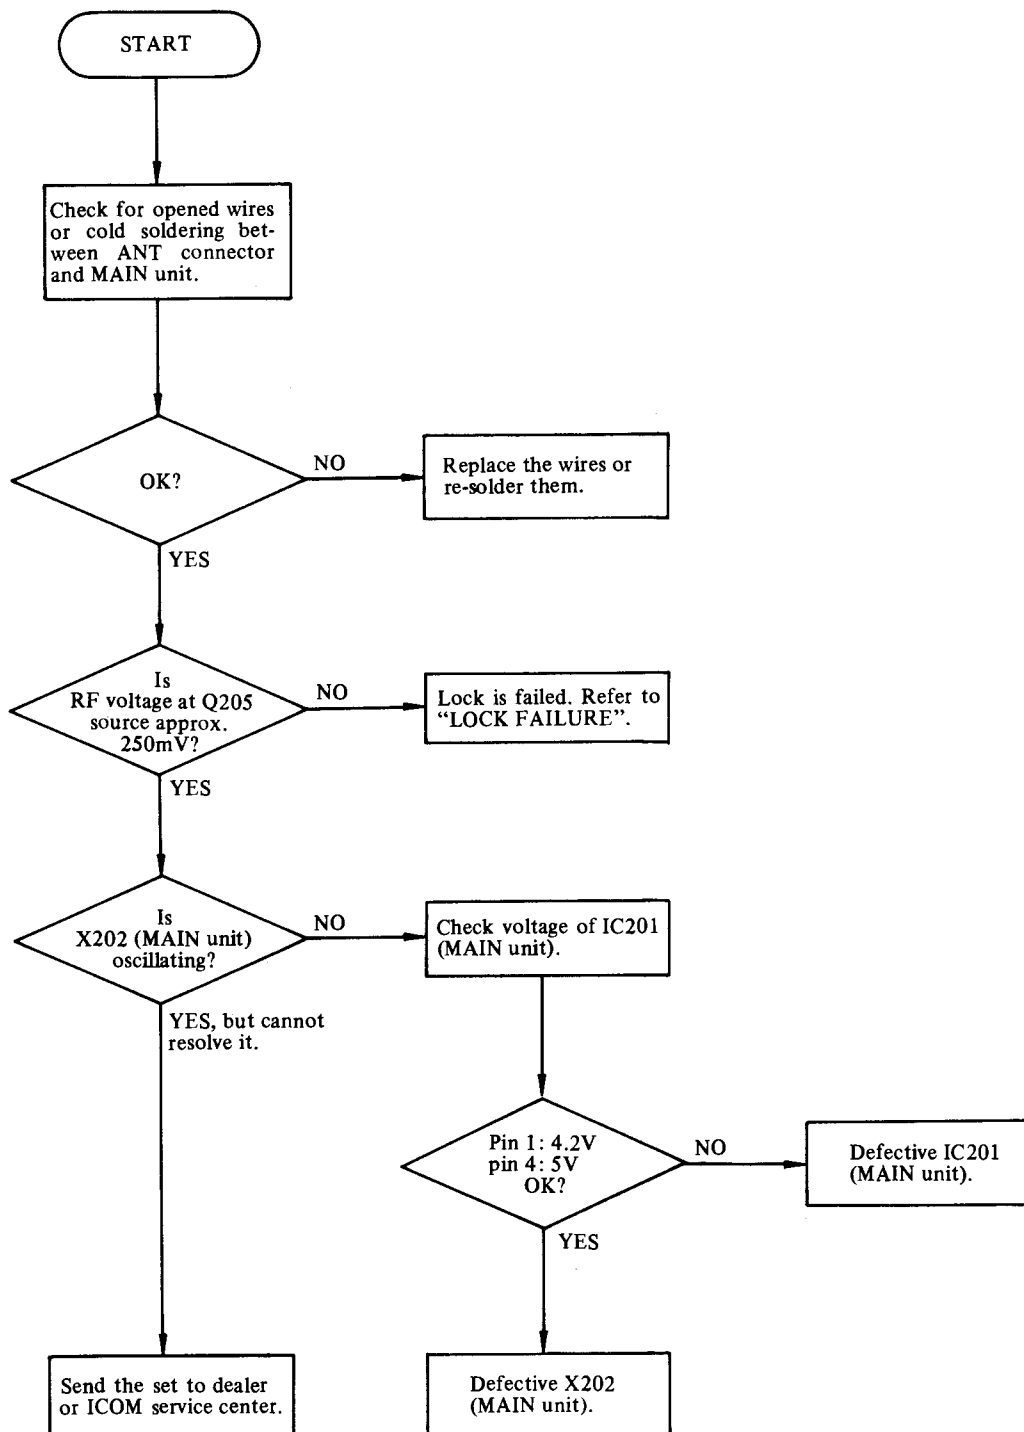 START
Check for opened wires
or cold soldering bet-
ween ANT connector
and MAIN unit.
OK?
NO
Replace the wires or
re-solder them.
YES
Is
RF voltage at Q205
source approx.
250mV?
NO
Lock is failed. Refer to
“LOCK FAILURE”.
YES
Is
X202 (MAIN unit)
oscillating?
NO
Check voltage of IC201
(MAIN unit).
YES, but cannot
resolve it.
Pin 1: 4.2V
pin 4: 5V
OK?
NO
Defective IC201
(MAIN unit).
YES
Send the set to dealer
or ICOM service center.
Defective X202
(MAIN unit).